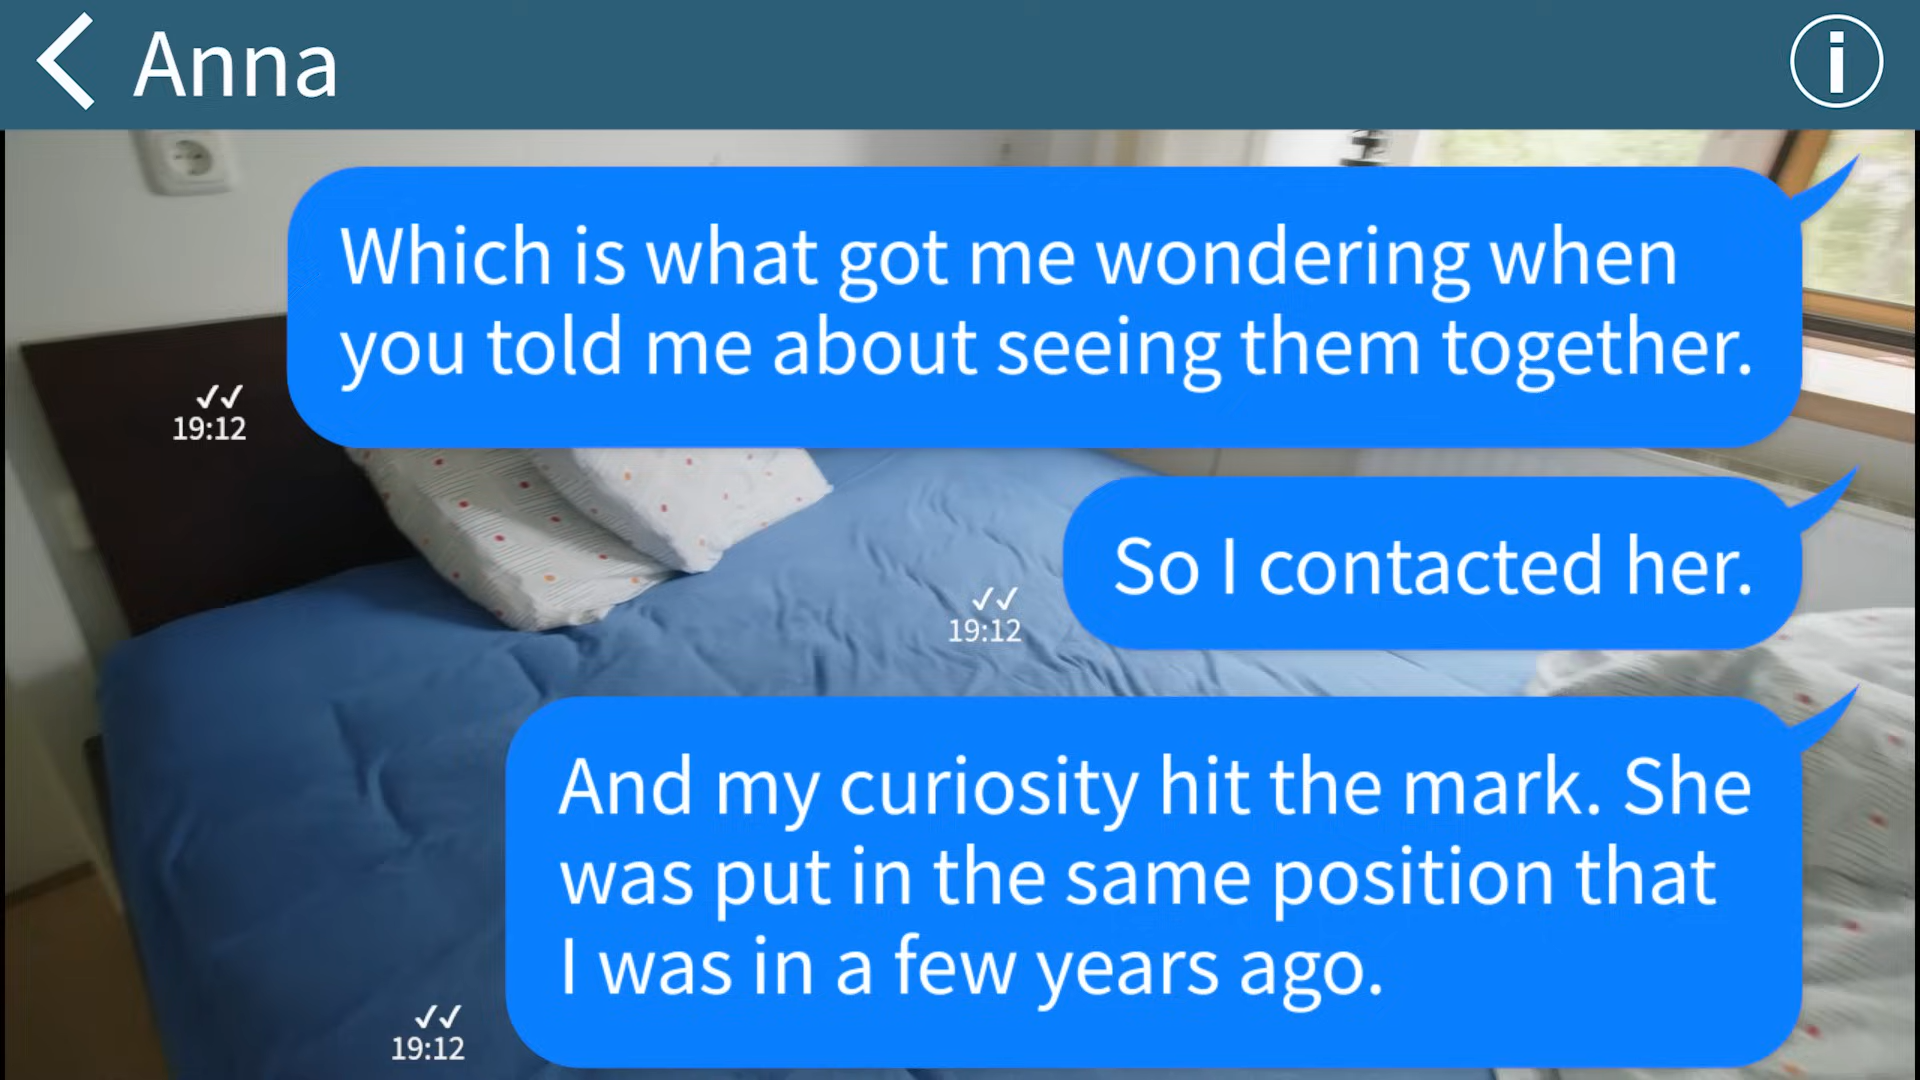 Anna
Which is what got me wondering when
you told me about seeing them together.
✓✓
19:12
So I contacted her.
✓✓
19:12
And my curiosity hit the mark. She
was put in the same position that
I was in a few years ago.
✓✓
19:12